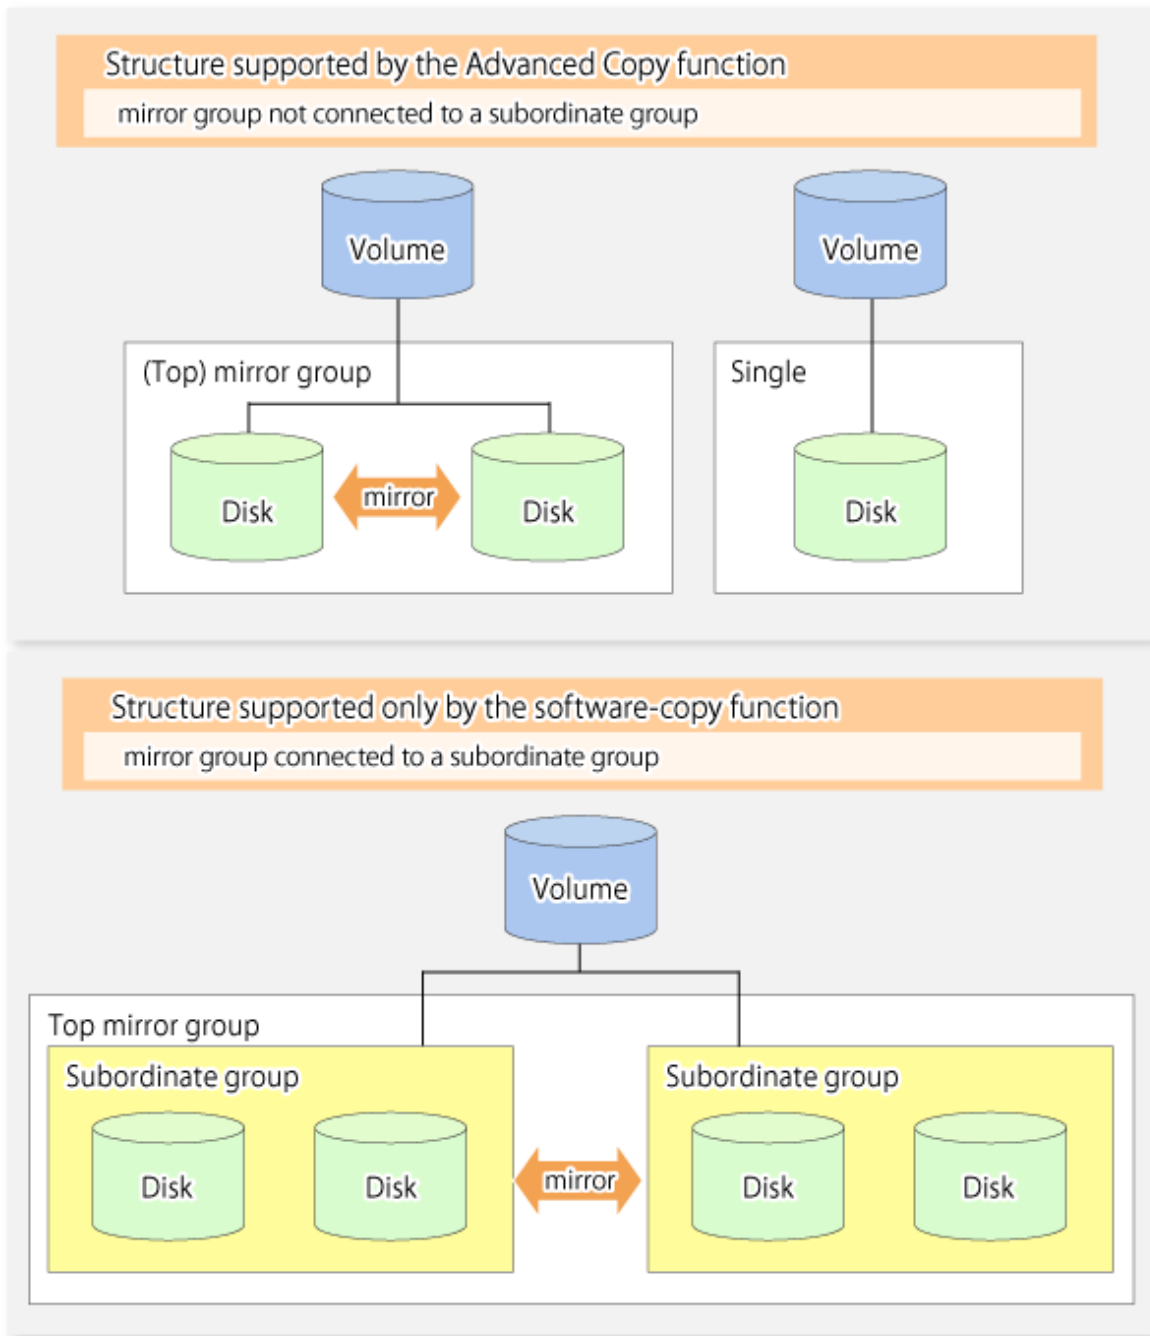 Structure supported by the Advanced Copy function
mirror group not connected to a subordinate group
Volume
Volume
(Top) mirror group
Single
Disk
mirror
Disk
Disk
Structure supported only by the software-copy function
mirror group connected to a subordinate group
Volume
Top mirror group
Subordinate group
Subordinate group
Disk
Disk
mirror
Disk
Disk